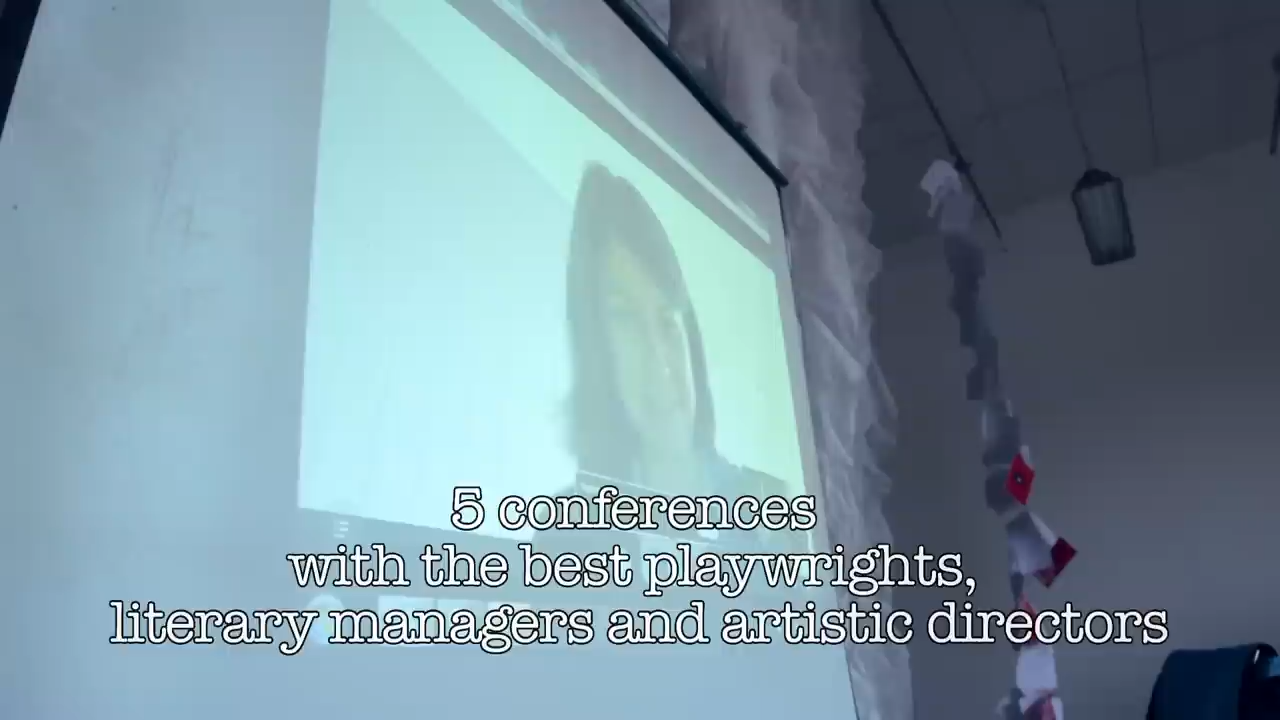 5 conferences
with the best playwrights,
literary managers and artistic directors